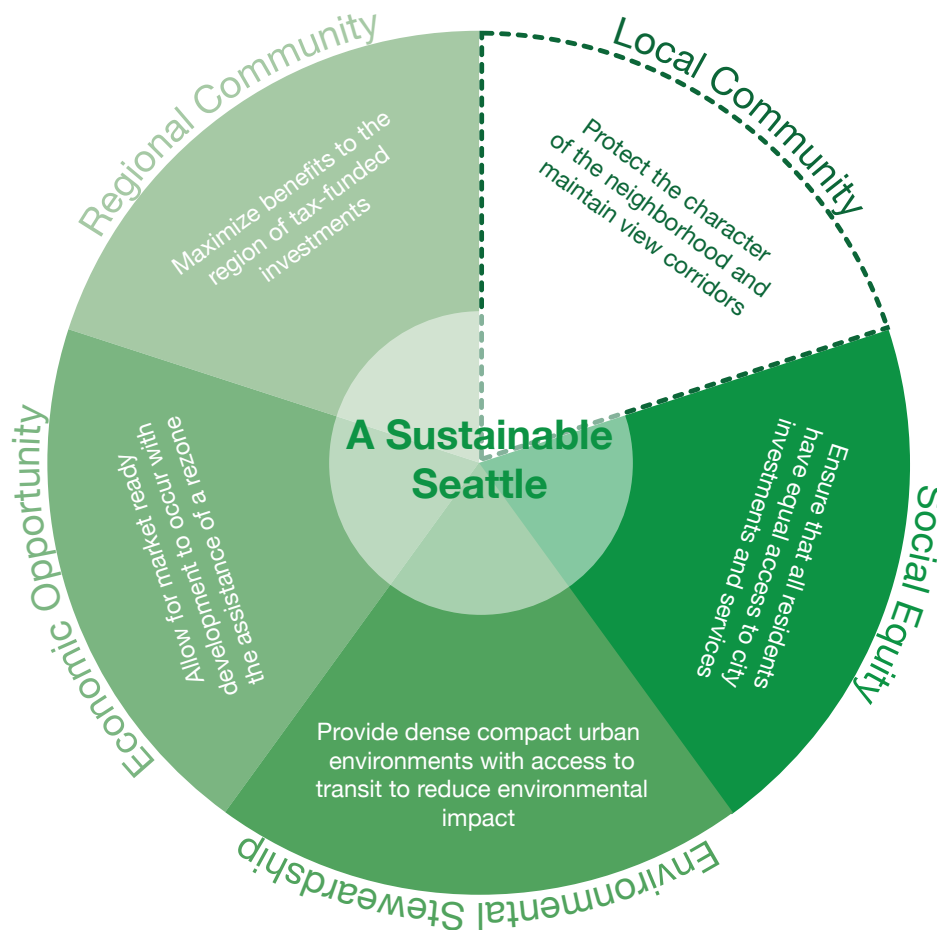 Local Community
Protect the character
of the neighborhood and
maintain view corridors
Social Equity
Ensure that all residents
have equal access to city
investments and services
Environmental Steweardship
Provide dense compact urban
environments with access to
transit to reduce environmental
impact
Economic Opportunity
Allow for market ready
development to occur with
the assistance of a rezone
Regional Community
Maximize benefits to the
region of tax-funded
investments
A Sustainable
Seattle